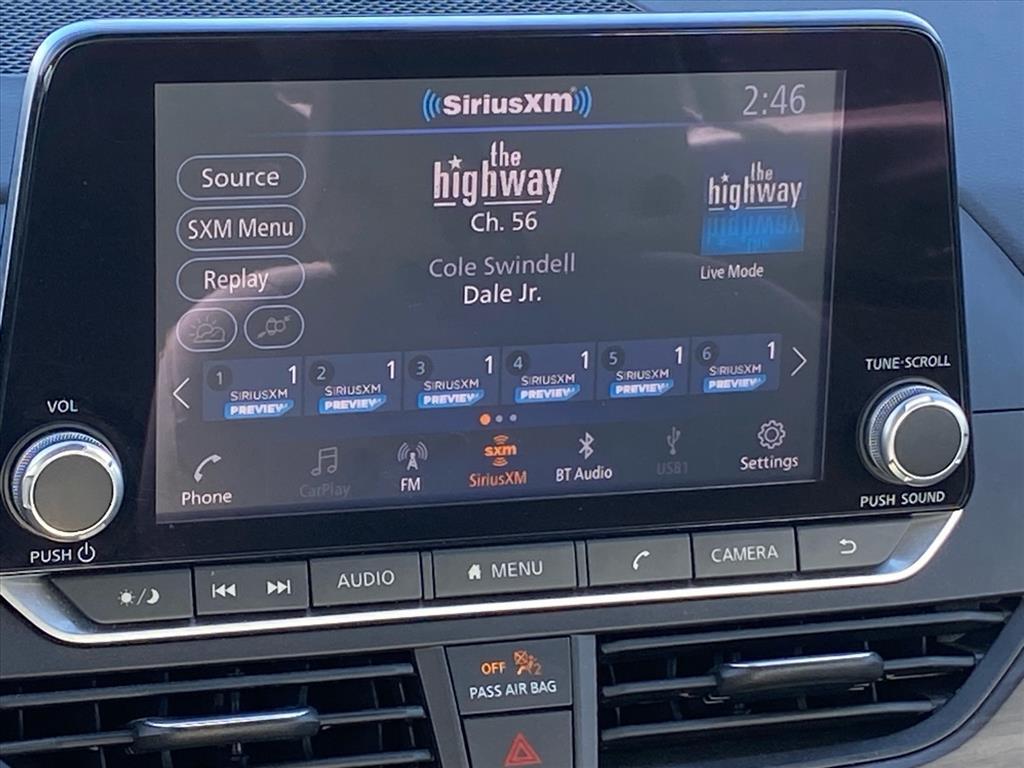 SiriusXM
2:46
Source
SXM Menu
Replay
the
highway
Ch. 56
Cole Swindell
Dale Jr.
the
highway
Live Mode
1 1 SIRIUSXM PREVIEW
2 1 SIRIUSXM PREVIEW
3 1 SIRIUSXM PREVIEW
4 1 SIRIUSXM PREVIEW
5 1 SIRIUSXM PREVIEW
6 1 SIRIUSXM PREVIEW
Phone
CarPlay
FM
sxm
SiriusXM
BT Audio
USB1
Settings
VOL
PUSH
TUNE·SCROLL
PUSH SOUND
AUDIO
MENU
CAMERA
OFF 2
PASS AIR BAG